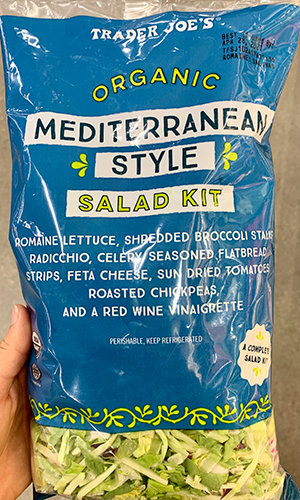 TRADER JOE'S
BEST
ORGANIC
MEDITERRANEAN
STYLE
SALAD KIT
ROMAINE LETTUCE, SHREDDED BROCCOLI STALKS
RADICCHIO, CELERY, SEASONED FLATBREAD
STRIPS, FETA CHEESE, SUN DRIED TOMATOES
ROASTED CHICKPEAS,
AND A RED WINE VINAIGRETTE
PERISHABLE, KEEP REFRIGERATED
A COMPLETE
SALAD KIT